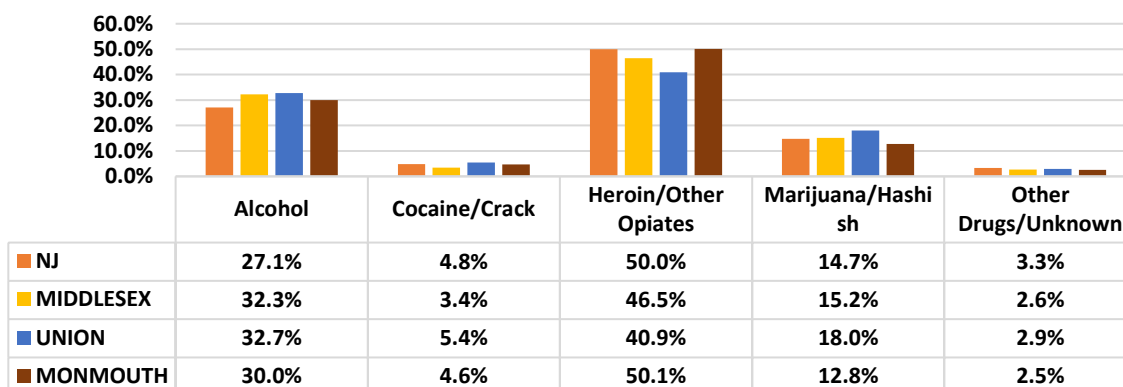 60.0%
50.0%
40.0%
30.0%
20.0%
10.0%
0.0%
Alcohol Cocaine/Crack Heroin/Other Opiates Marijuana/Hashi sh Other Drugs/Unknown
NJ 27.1% 4.8% 50.0% 14.7% 3.3%
MIDDLESEX 32.3% 3.4% 46.5% 15.2% 2.6%
UNION 32.7% 5.4% 40.9% 18.0% 2.9%
MONMOUTH 30.0% 4.6% 50.1% 12.8% 2.5%